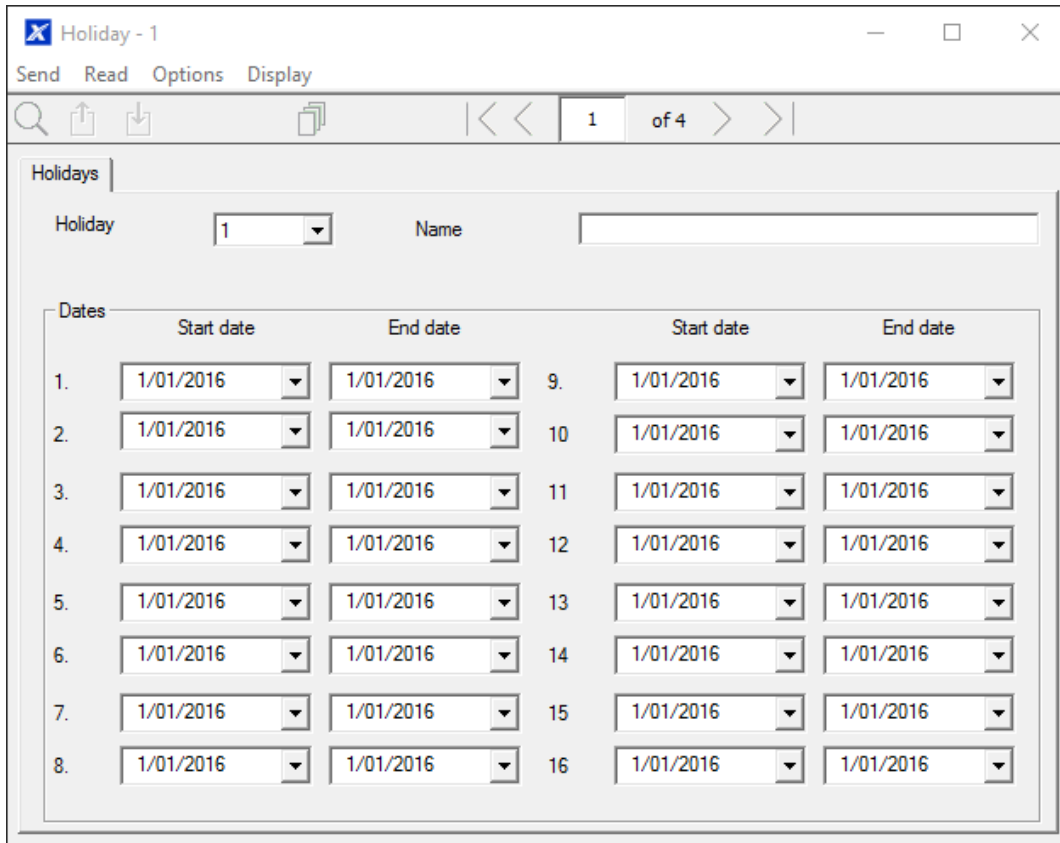 Holiday - 1
Send Read Options Display
1 of 4
Holidays
Holiday 1 Name
Dates
Start date End date Start date End date
1. 1/01/2016 1/01/2016 9. 1/01/2016 1/01/2016
2. 1/01/2016 1/01/2016 10 1/01/2016 1/01/2016
3. 1/01/2016 1/01/2016 11 1/01/2016 1/01/2016
4. 1/01/2016 1/01/2016 12 1/01/2016 1/01/2016
5. 1/01/2016 1/01/2016 13 1/01/2016 1/01/2016
6. 1/01/2016 1/01/2016 14 1/01/2016 1/01/2016
7. 1/01/2016 1/01/2016 15 1/01/2016 1/01/2016
8. 1/01/2016 1/01/2016 16 1/01/2016 1/01/2016